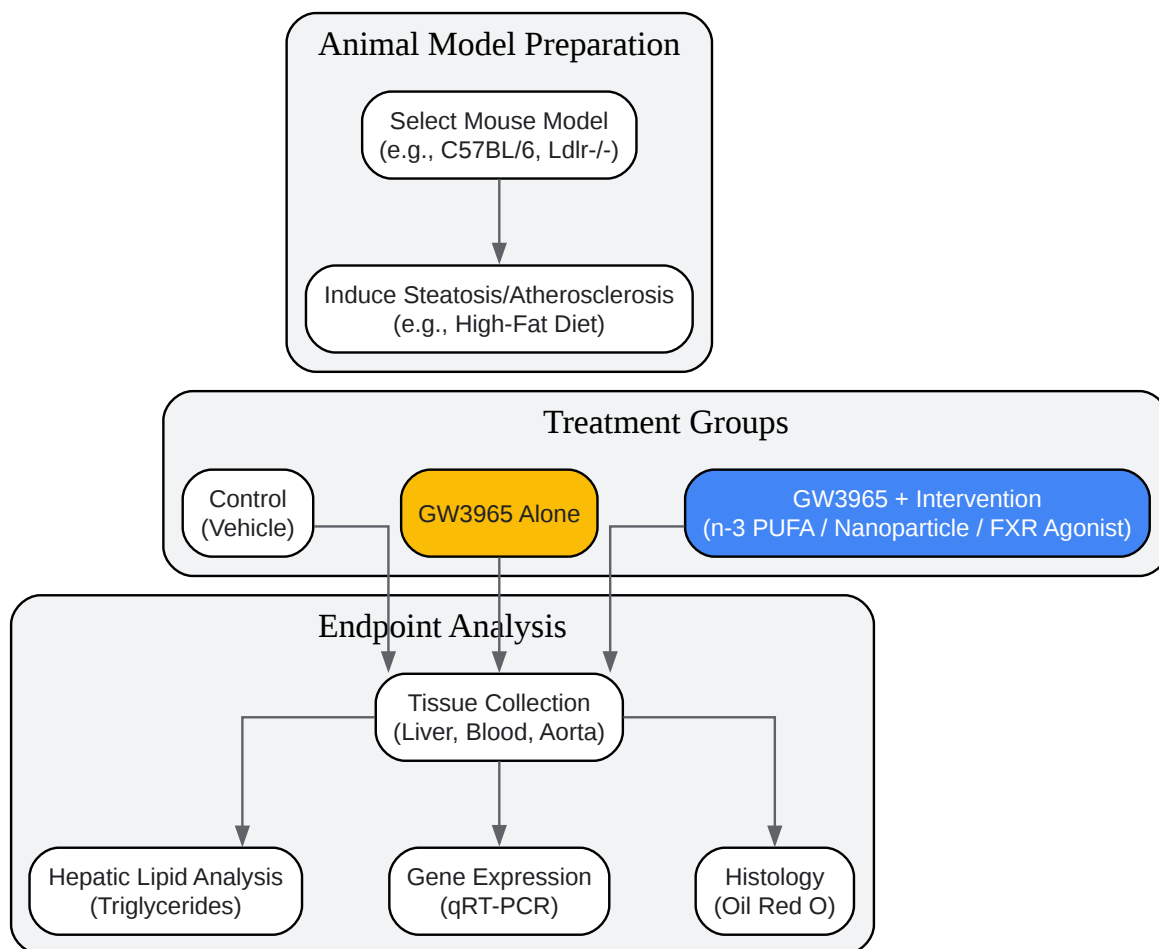 Animal Model Preparation
Select Mouse Model
(e.g., C57BL/6, Ldlr-/-)
Induce Steatosis/Atherosclerosis
(e.g., High-Fat Diet)
Treatment Groups
Control
(Vehicle)
GW3965 Alone
GW3965 + Intervention
(n-3 PUFA / Nanoparticle / FXR Agonist)
Endpoint Analysis
Tissue Collection
(Liver, Blood, Aorta)
Hepatic Lipid Analysis
(Triglycerides)
Gene Expression
(qRT-PCR)
Histology
(Oil Red O)